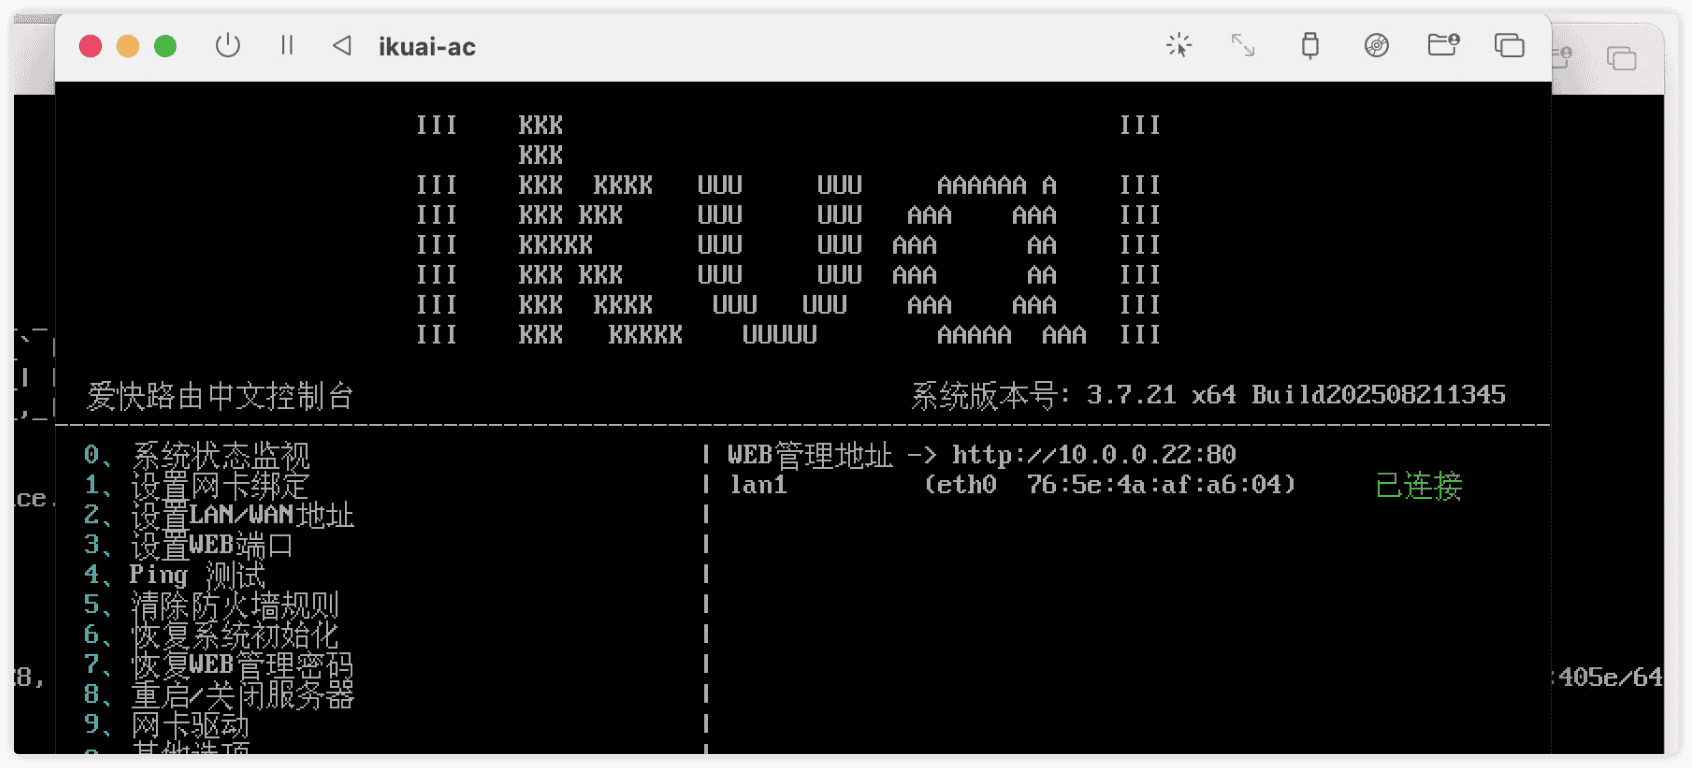 ikuai-ac
III KKK III
KKK
III KKK KKKK UUU UUU AAAAAA A III
III KKK KKK UUU UUU AAA AAA III
III KKKKK UUU UUU AAA AA III
III KKK KKK UUU UUU AAA AA III
III KKK KKKK UUU UUU AAA AAA III
III KKK KKKKK UUUUU AAAAA AAA III
爱快路由中文控制台 系统版本号: 3.7.21 x64 Build202508211345
0、系统状态监视 | WEB管理地址 -> http://10.0.0.22:80
1、设置网卡绑定 | lan1 (eth0 76:5e:4a:af:a6:04) 已连接
2、设置LAN/WAN地址
3、设置WEB端口
4、Ping 测试
5、清除防火墙规则
6、恢复系统初始化
7、恢复WEB管理密码
8、重启/关闭服务器
9、网卡驱动
其他选项
ce.
8,
:405e/64